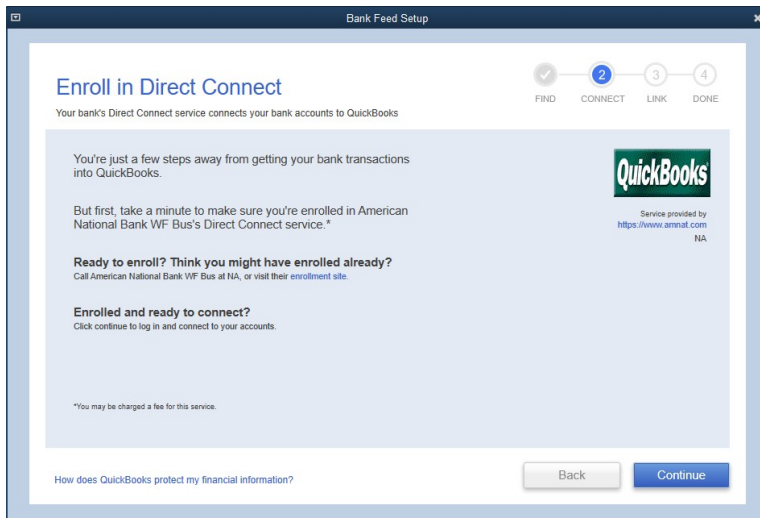 Bank Feed Setup
Enroll in Direct Connect
Your bank's Direct Connect service connects your bank accounts to QuickBooks
2
3
4
FIND
CONNECT
LINK
DONE
You're just a few steps away from getting your bank transactions
into QuickBooks.
But first, take a minute to make sure you're enrolled in American
National Bank WF Bus's Direct Connect service.*
Ready to enroll? Think you might have enrolled already?
Call American National Bank WF Bus at NA, or visit their enrollment site.
Enrolled and ready to connect?
Click continue to log in and connect to your accounts.
*You may be charged a fee for this service.
QuickBooks
Service provided by
https://www.amnat.com
NA
How does QuickBooks protect my financial information?
Back
Continue